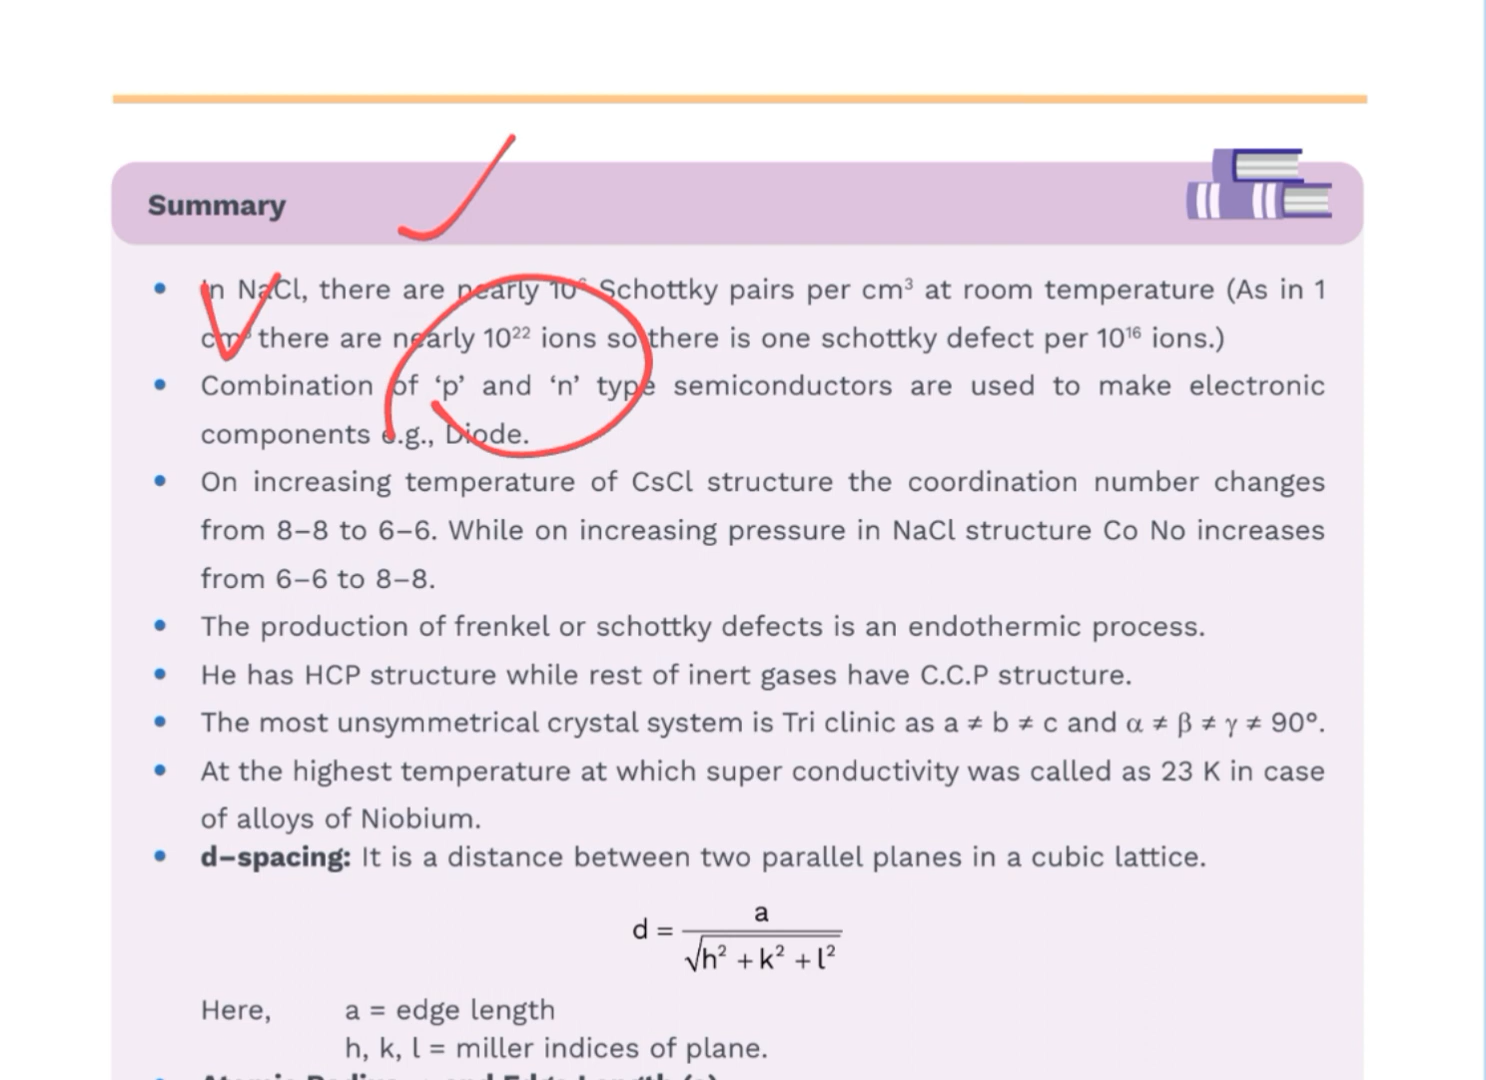 Summary
• In NaCl, there are nearly 10⁶ Schottky pairs per cm³ at room temperature (As in 1
cm³ there are nearly 10²² ions so there is one schottky defect per 10¹⁶ ions.)
• Combination of ‘p’ and ‘n’ type semiconductors are used to make electronic
components e.g., Diode.
• On increasing temperature of CsCl structure the coordination number changes
from 8–8 to 6–6. While on increasing pressure in NaCl structure Co No increases
from 6–6 to 8–8.
• The production of frenkel or schottky defects is an endothermic process.
• He has HCP structure while rest of inert gases have C.C.P structure.
• The most unsymmetrical crystal system is Tri clinic as a ≠ b ≠ c and α ≠ β ≠ γ ≠ 90°.
• At the highest temperature at which super conductivity was called as 23 K in case
of alloys of Niobium.
• d–spacing: It is a distance between two parallel planes in a cubic lattice.
d = a / √(h² + k² + l²)
Here, a = edge length
h, k, l = miller indices of plane.